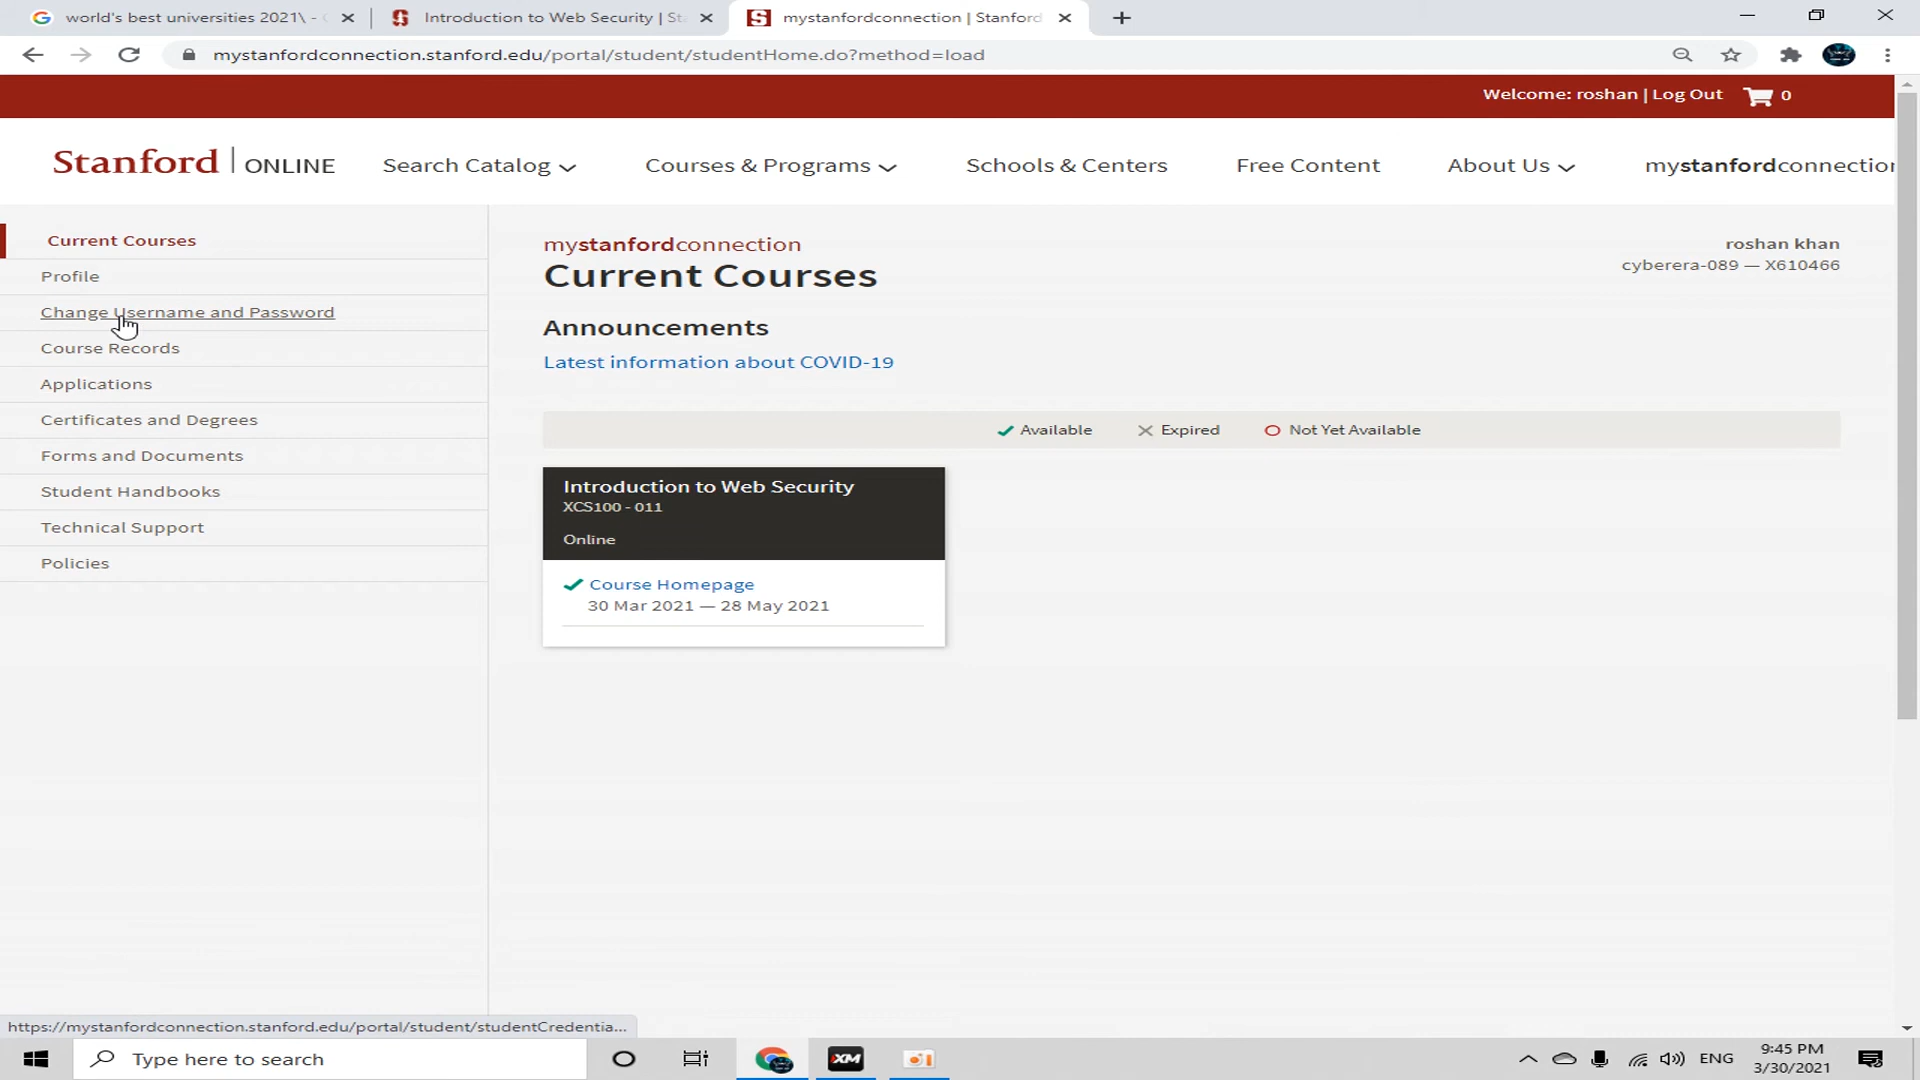 world's best universities 2021\ -
Introduction to Web Security | St
mystanfordconnection | Stanford
mystanfordconnection.stanford.edu/portal/student/studentHome.do?method=load
Welcome: roshan | Log Out 0
Stanford | ONLINE
Search Catalog
Courses & Programs
Schools & Centers
Free Content
About Us
mystanfordconnection
Current Courses
Profile
Change Username and Password
Course Records
Applications
Certificates and Degrees
Forms and Documents
Student Handbooks
Technical Support
Policies
mystanfordconnection
Current Courses
roshan khan
cyberera-089 — X610466
Announcements
Latest information about COVID-19
Available
Expired
Not Yet Available
Introduction to Web Security
XCS100 - 011
Online
Course Homepage
30 Mar 2021 — 28 May 2021
https://mystanfordconnection.stanford.edu/portal/student/studentCredentia...
Type here to search
XM
ENG
9:45 PM
3/30/2021